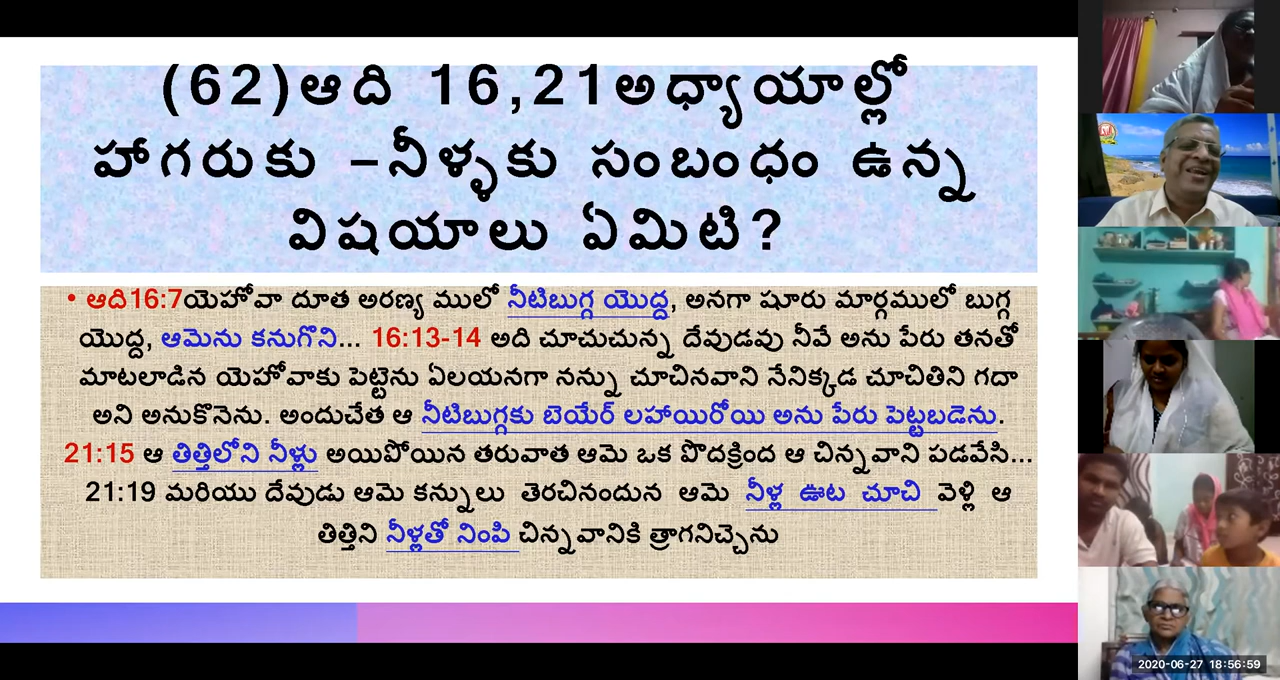 (62)ఆది 16,21అధ్యాయాల్లో
హాగరుకు –నీళ్ళకు సంబంధం ఉన్న
విషయాలు ఏమిటి?
• ఆది16:7యెహోవా దూత అరణ్య ములో నీటిబుగ్గ యొద్ద, అనగా షూరు మార్గములో బుగ్గ
యొద్ద, ఆమెను కనుగొని... 16:13-14 అది చూచుచున్న దేవుడవు నీవే అను పేరు తనతో
మాటలాడిన యెహోవాకు పెట్టెను ఏలయనగా నన్ను చూచినవాని నేనిక్కడ చూచితిని గదా
అని అనుకొనెను. అందుచేత ఆ నీటిబుగ్గకు బెయేర్ లహాయిరోయి అను పేరు పెట్టబడెను.
21:15 ఆ తిత్తిలోని నీళ్లు అయిపోయిన తరువాత ఆమె ఒక పొదక్రింద ఆ చిన్నవాని పడవేసి...
21:19 మరియు దేవుడు ఆమె కన్నులు తెరచినందున ఆమె నీళ్ల ఊట చూచి వెళ్లి ఆ
తిత్తిని నీళ్లతో నింపి చిన్నవానికి త్రాగనిచ్చెను
2020-06-27 18:56:59